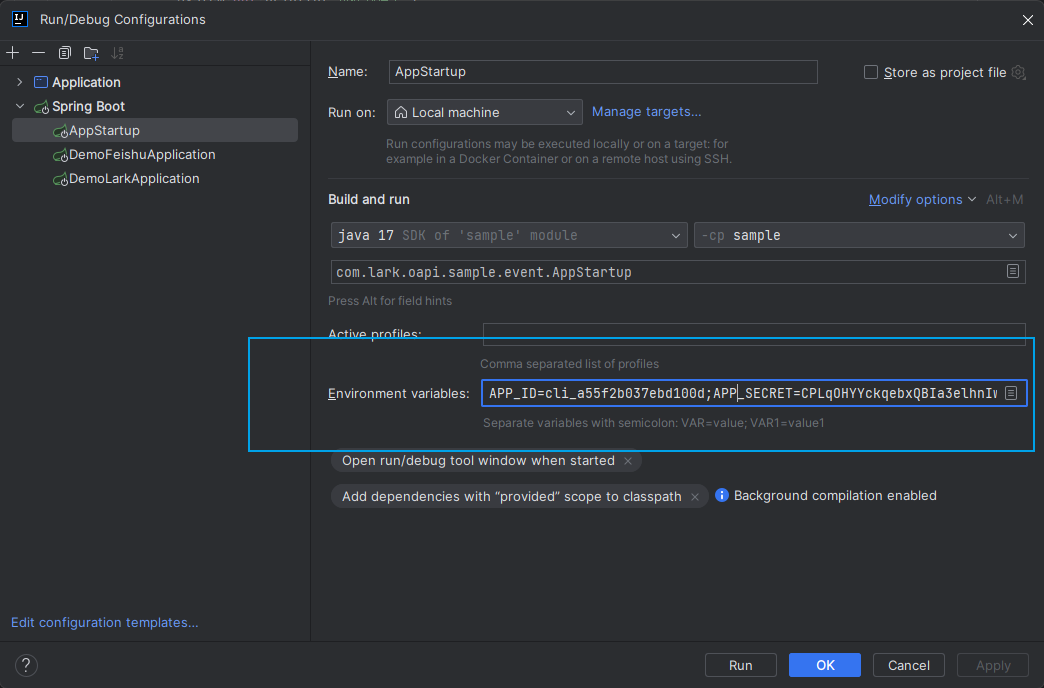 Run/Debug Configurations
Application
Spring Boot
AppStartup
DemoFeishuApplication
DemoLarkApplication
Edit configuration templates...
Name: AppStartup Store as project file
Run on: Local machine Manage targets...
Run configurations may be executed locally or on a target: for
example in a Docker Container or on a remote host using SSH.
Build and run Modify options Alt+M
java 17 SDK of 'sample' module -cp sample
com.lark.oapi.sample.event.AppStartup
Press Alt for field hints
Active profiles:
Comma separated list of profiles
Environment variables: APP_ID=cli_a55f2b037ebd100d;APP_SECRET=CPLqOHYYckqebxQBIa3elhnIw
Separate variables with semicolon: VAR=value; VAR1=value1
Open run/debug tool window when started ×
Add dependencies with “provided” scope to classpath × Background compilation enabled
? Run OK Cancel Apply